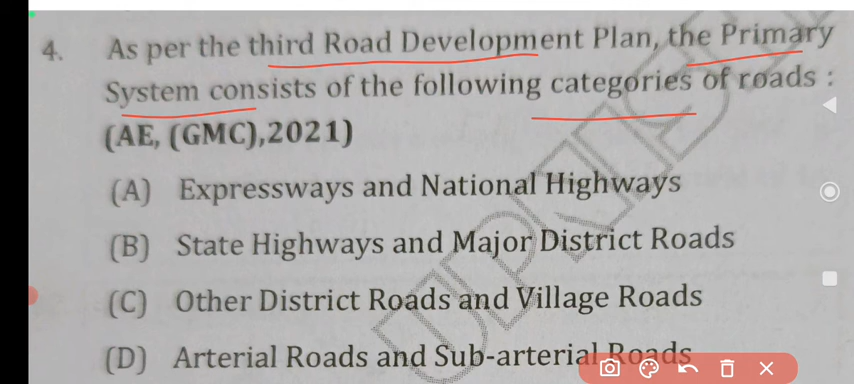 4. As per the third Road Development Plan, the Primary
System consists of the following categories of roads :
(AE, (GMC),2021)
(A) Expressways and National Highways
(B) State Highways and Major District Roads
(C) Other District Roads and Village Roads
(D) Arterial Roads and Sub-arterial Roads